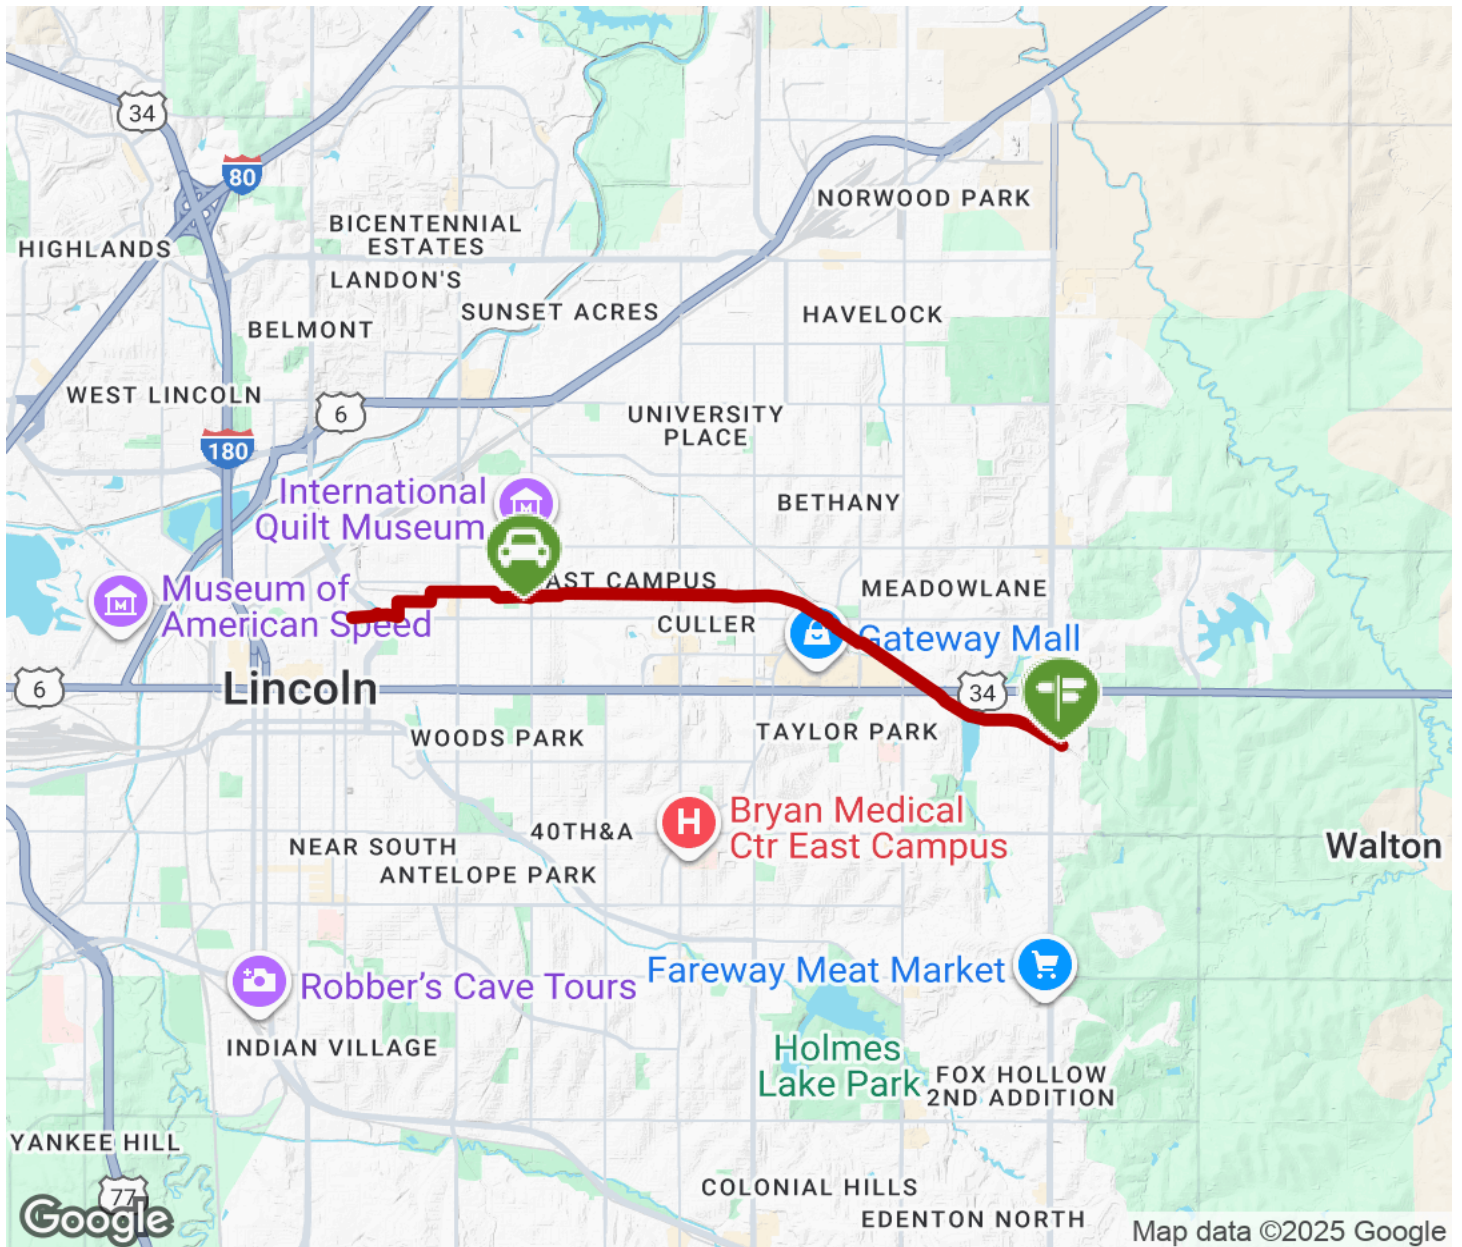 34
80
NORWOOD PARK
BICENTENNIAL
ESTATES
HIGHLANDS
LANDON'S
SUNSET ACRES
HAVELOCK
BELMONT
WEST LINCOLN
6
UNIVERSITY
PLACE
180
International
Quilt Museum
BETHANY
AST CAMPUS
MEADOWLANE
Museum of
American Speed
CULLER
Gateway Mall
6
Lincoln
34
WOODS PARK
TAYLOR PARK
H
Bryan Medical
Ctr East Campus
40TH&A
NEAR SOUTH
Walton
ANTELOPE PARK
Fareway Meat Market
Robber's Cave Tours
INDIAN VILLAGE
Holmes
Lake Park
FOX HOLLOW
2ND ADDITION
YANKEE HILL
COLONIAL HILLS
77
EDENTON NORTH
Google
Map data ©2025 Google